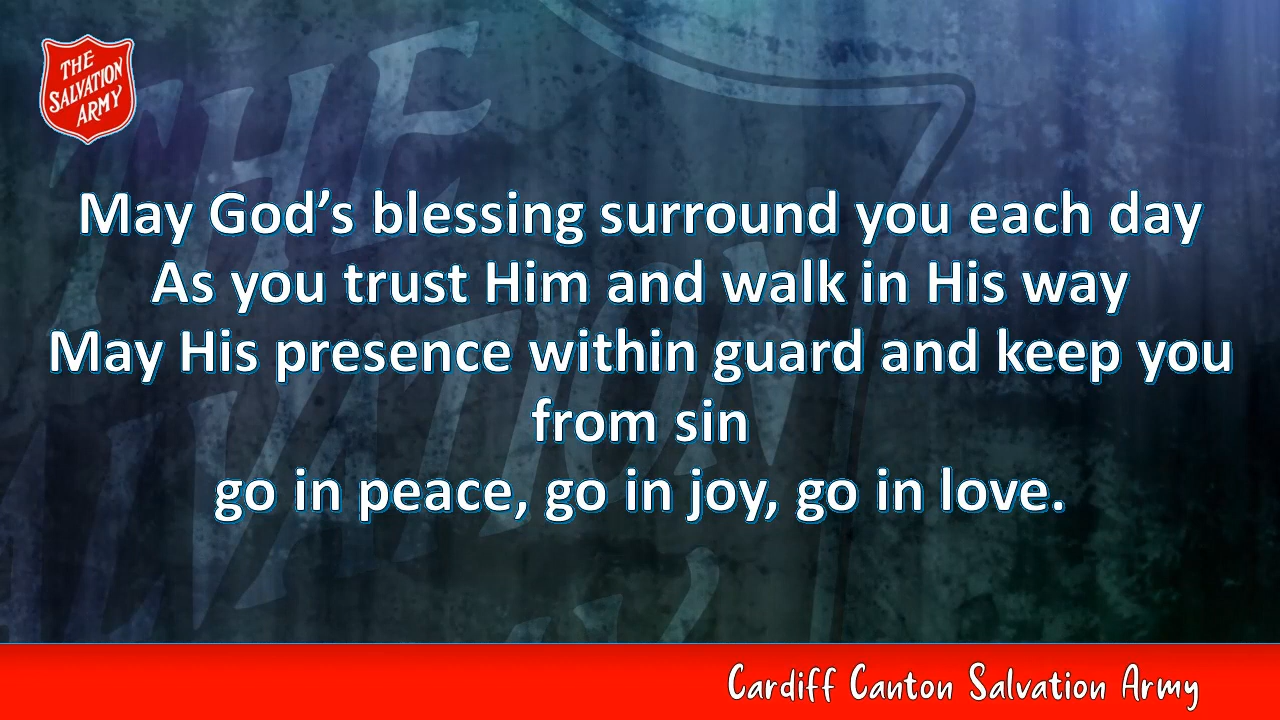 THE
SALVATION
ARMY
May God’s blessing surround you each day
As you trust Him and walk in His way
May His presence within guard and keep you
from sin
go in peace, go in joy, go in love.
Cardiff Canton Salvation Army